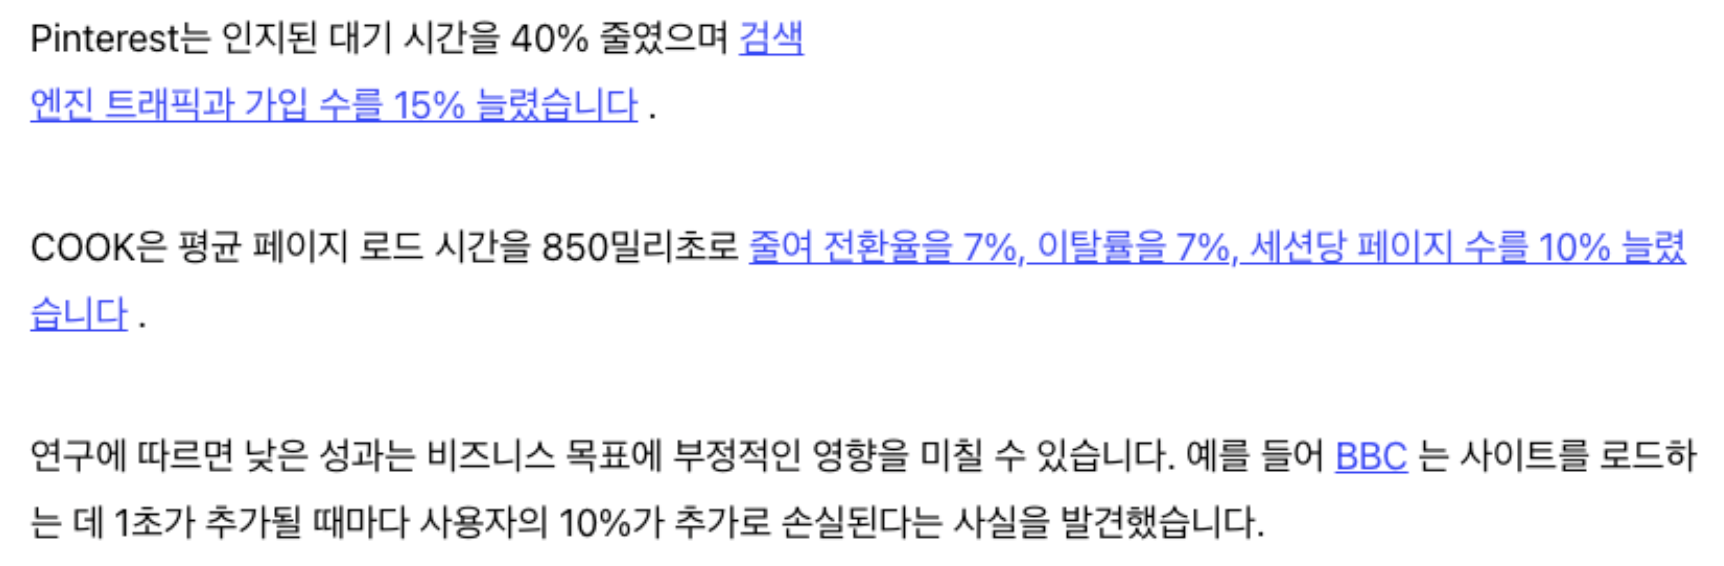 Pinterest는 인지된 대기 시간을 40% 줄였으며 검색
엔진 트래픽과 가입 수를 15% 늘렸습니다 .
COOK은 평균 페이지 로드 시간을 850밀리초로 줄여 전환율을 7%, 이탈률을 7%, 세션당 페이지 수를 10% 늘렸
습니다 .
연구에 따르면 낮은 성과는 비즈니스 목표에 부정적인 영향을 미칠 수 있습니다. 예를 들어 BBC 는 사이트를 로드하
는 데 1초가 추가될 때마다 사용자의 10%가 추가로 손실된다는 사실을 발견했습니다.